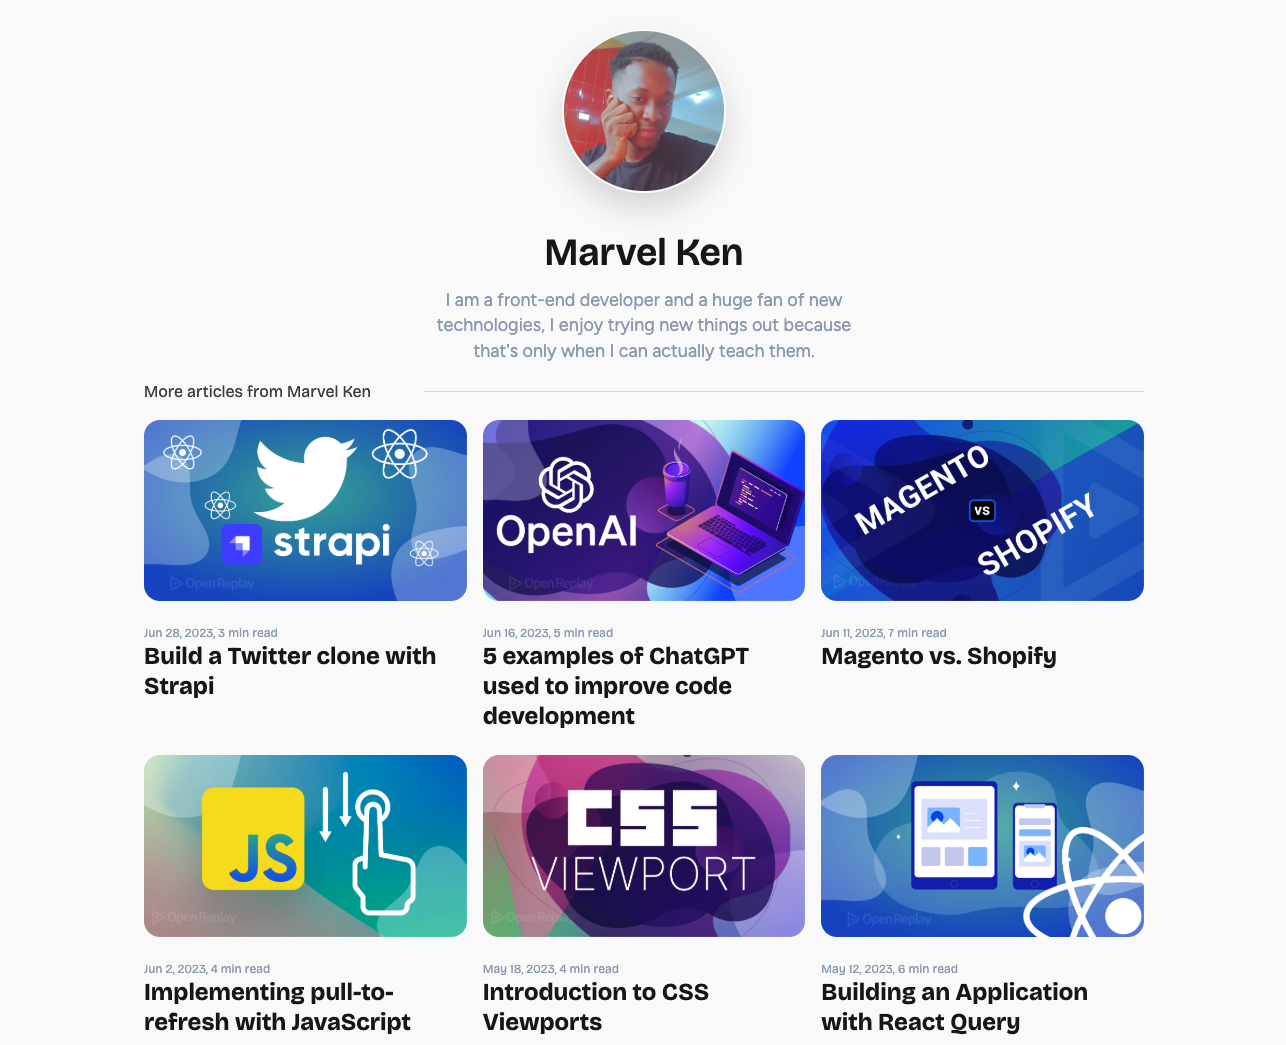 Marvel Ken
I am a front-end developer and a huge fan of new
technologies, I enjoy trying new things out because
that's only when I can actually teach them.
More articles from Marvel Ken
strapi
OpenReplay
OpenAI
OpenReplay
MAGENTO
VS
SHOPIFY
OpenReplay
Jun 28, 2023, 3 min read
Build a Twitter clone with
Strapi
Jun 16, 2023, 5 min read
5 examples of ChatGPT
used to improve code
development
Jun 11, 2023, 7 min read
Magento vs. Shopify
JS
OpenReplay
CSS
VIEWPORT
OpenReplay
OpenReplay
Jun 2, 2023, 4 min read
Implementing pull-to-
refresh with JavaScript
May 18, 2023, 4 min read
Introduction to CSS
Viewports
May 12, 2023, 6 min read
Building an Application
with React Query